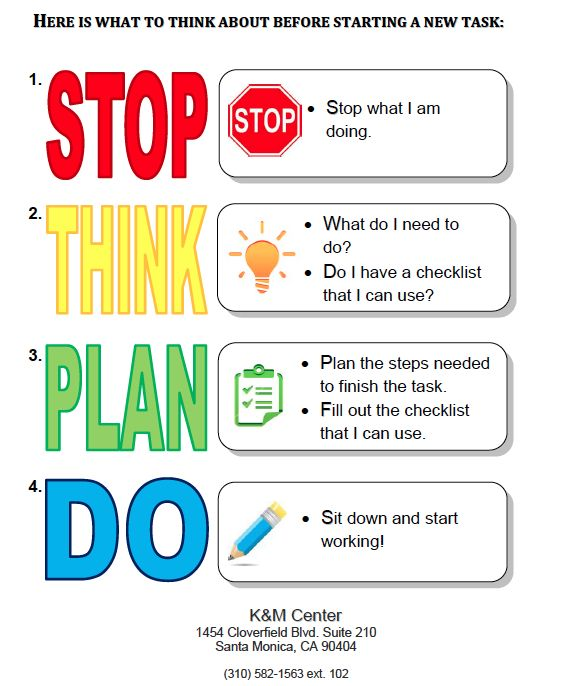 HERE IS WHAT TO THINK ABOUT BEFORE STARTING A NEW TASK:
1. STOP
STOP
• Stop what I am
doing.
2. THINK
• What do I need to
do?
• Do I have a checklist
that I can use?
3. PLAN
• Plan the steps needed
to finish the task.
• Fill out the checklist
that I can use.
4. DO
• Sit down and start
working!
K&M Center
1454 Cloverfield Blvd. Suite 210
Santa Monica, CA 90404
(310) 582-1563 ext. 102